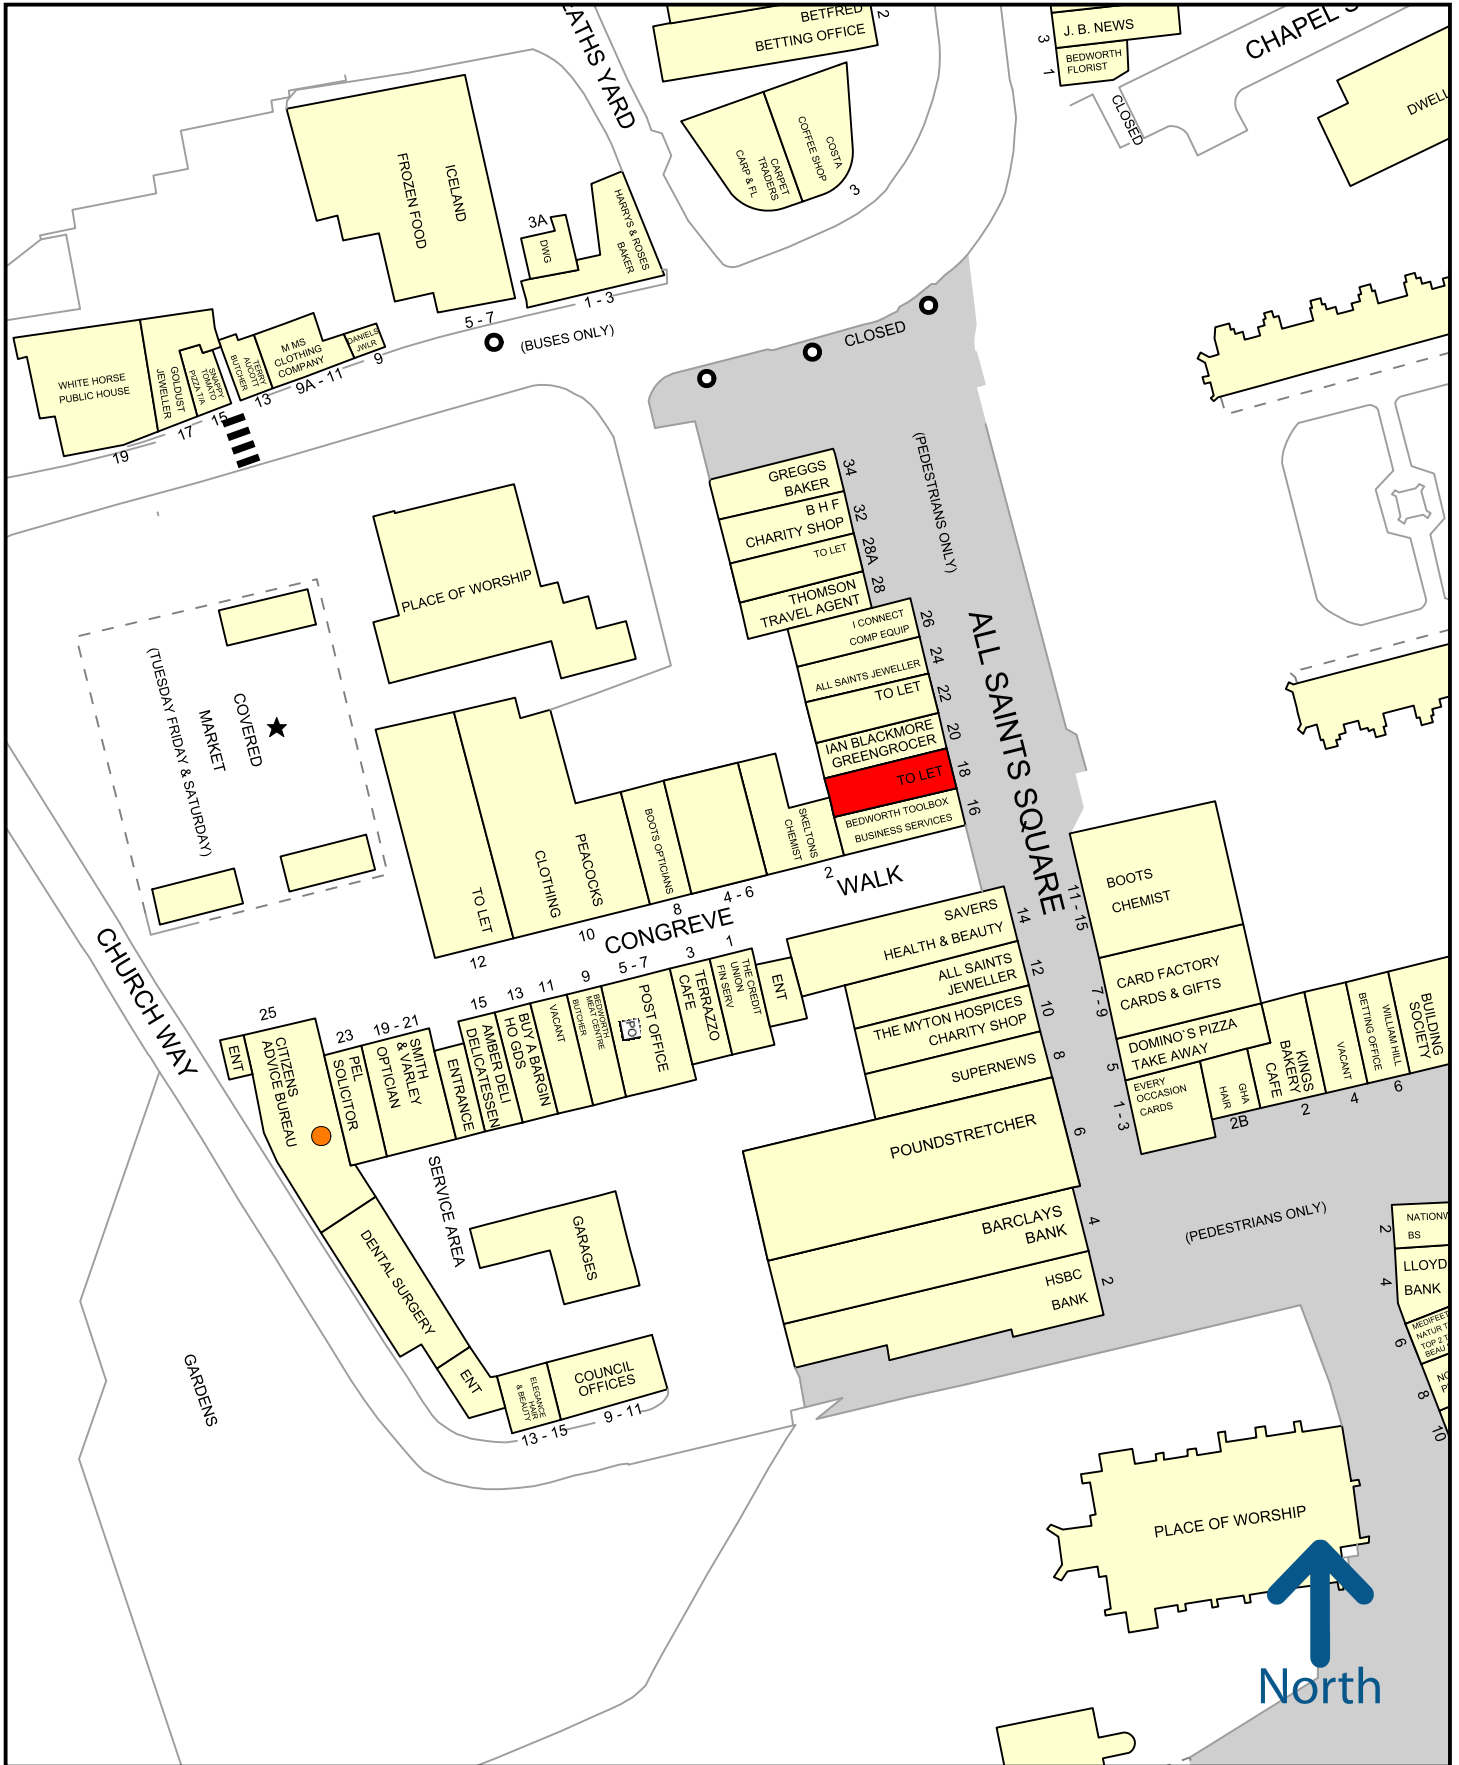 EATHS YARD
BETFRED
BETTING OFFICE
2
3
J. B. NEWS
1
BEDWORTH
FLORIST
CHAPEL S
CLOSED
DWELL
CARPET
TRADERS
CARP & FL
COSTA
COFFEE SHOP
3
ICELAND
FROZEN FOOD
5 - 7
3A
DWG
HARRYS & ROSES
BAKER
1 - 3
(BUSES ONLY)
CLOSED
WHITE HORSE
PUBLIC HOUSE
19
GOLDUST
JEWELLER
17
SNAPPY
TOMATO
PIZZA T/A
15
TERRY
AUCOTT
BUTCHER
13
M MS
CLOTHING
COMPANY
9A - 11
DANIELS
JWLR
9
PLACE OF WORSHIP
(TUESDAY FRIDAY & SATURDAY)
COVERED
MARKET
CHURCH WAY
GREGGS
BAKER
34
B H F
CHARITY SHOP
32
TO LET
28A
THOMSON
TRAVEL AGENT
28
I CONNECT
COMP EQUIP
26
ALL SAINTS JEWELLER
24
TO LET
22
IAN BLACKMORE
GREENGROCER
20
TO LET
18
BEDWORTH TOOLBOX
BUSINESS SERVICES
16
(PEDESTRIANS ONLY)
ALL SAINTS SQUARE
TO LET
12
PEACOCKS
CLOTHING
10
BOOTS OPTICIANS
8
4 - 6
SKELTONS
CHEMIST
2
CONGREVE
WALK
ENT
25
CITIZENS
ADVICE BUREAU
23
PEL
SOLICITOR
19 - 21
SMITH
& VARLEY
OPTICIAN
ENTRANCE
15
AMBER DELI
DELICATESSEN
13
BUY A BARGIN
HO GDS
11
VACANT
9
BEDWORTH
MEAT CENTRE
BUTCHER
5 - 7
POST OFFICE
PO
3
TERRAZZO
CAFE
1
THE CREDIT
UNION
FIN SERV
ENT
SAVERS
HEALTH & BEAUTY
14
ALL SAINTS
JEWELLER
12
THE MYTON HOSPICES
CHARITY SHOP
10
SUPERNEWS
8
POUNDSTRETCHER
6
BARCLAYS
BANK
4
HSBC
BANK
2
BOOTS
CHEMIST
11 - 15
CARD FACTORY
CARDS & GIFTS
7 - 9
DOMINO`S PIZZA
TAKE AWAY
5
EVERY
OCCASION
CARDS
1 - 3
GHA
HAIR
2B
KINGS
BAKERY
CAFE
2
VACANT
4
WILLIAM HILL
BETTING OFFICE
6
BUILDING
SOCIETY
(PEDESTRIANS ONLY)
SERVICE AREA
GARAGES
DENTAL SURGERY
ENT
ELEGANCE
HAIR
& BEAUTY
13 - 15
COUNCIL
OFFICES
9 - 11
GARDENS
2
NATIONW
BS
4
LLOYD
BANK
6
MEDIFEET
NATUR T
TOP 2 T
BEAU
8
NO
P
10
PLACE OF WORSHIP
North